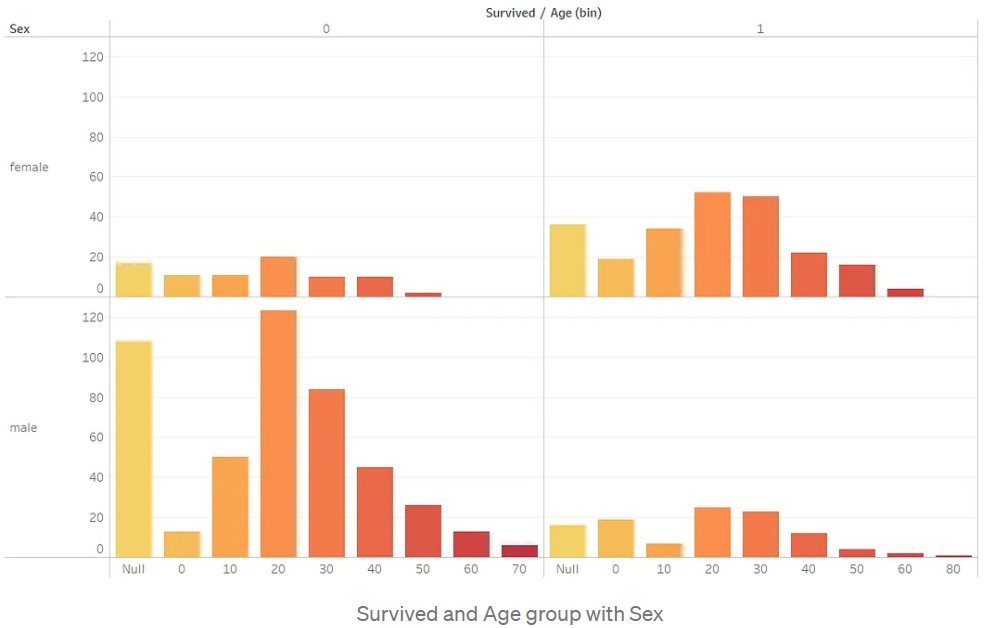 Survived / Age (bin)
Sex 0 1
120
100
80
female
60
40
20
0
120
100
80
male
60
40
20
0
Null 0 10 20 30 40 50 60 70 Null 0 10 20 30 40 50 60 80
Survived and Age group with Sex